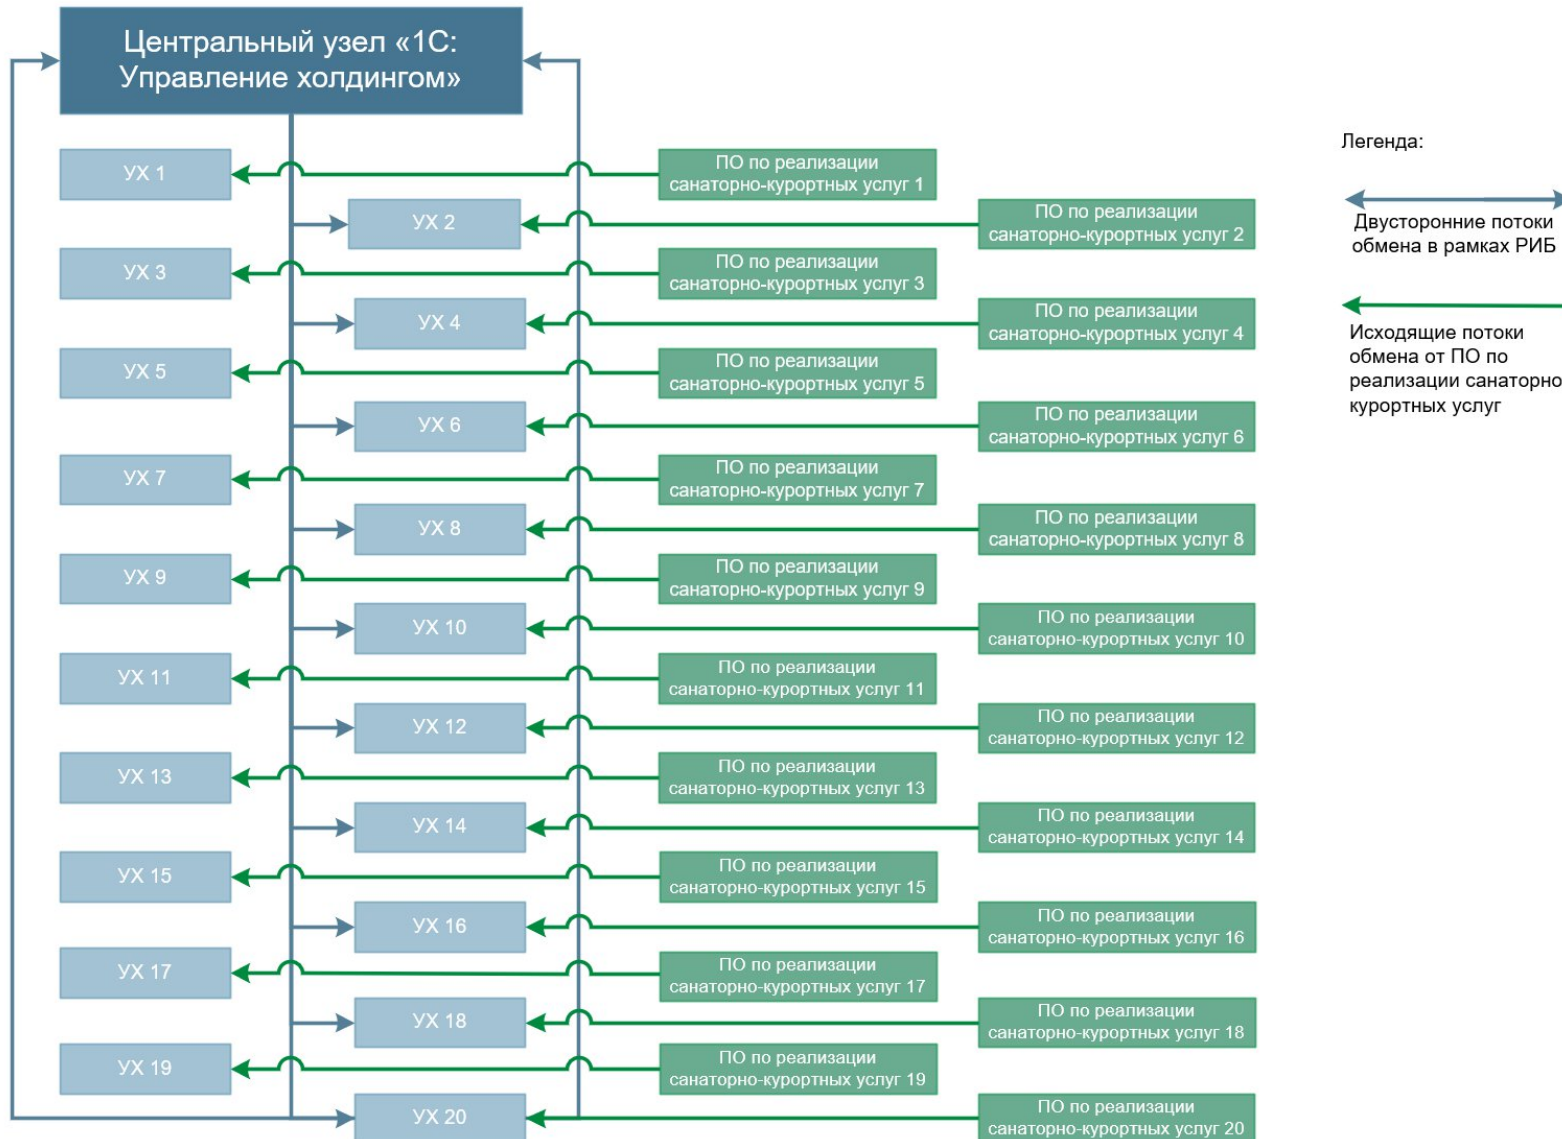 Центральный узел «1С:
Управление холдингом»
Легенда:
Двусторонние потоки
обмена в рамках РИБ
Исходящие потоки
обмена от ПО по
реализации санаторно
курортных услуг
УХ 1
ПО по реализации
санаторно-курортных услуг 1
УХ 2
ПО по реализации
санаторно-курортных услуг 2
УХ 3
ПО по реализации
санаторно-курортных услуг 3
УХ 4
ПО по реализации
санаторно-курортных услуг 4
УХ 5
ПО по реализации
санаторно-курортных услуг 5
УХ 6
ПО по реализации
санаторно-курортных услуг 6
УХ 7
ПО по реализации
санаторно-курортных услуг 7
УХ 8
ПО по реализации
санаторно-курортных услуг 8
УХ 9
ПО по реализации
санаторно-курортных услуг 9
УХ 10
ПО по реализации
санаторно-курортных услуг 10
УХ 11
ПО по реализации
санаторно-курортных услуг 11
УХ 12
ПО по реализации
санаторно-курортных услуг 12
УХ 13
ПО по реализации
санаторно-курортных услуг 13
УХ 14
ПО по реализации
санаторно-курортных услуг 14
УХ 15
ПО по реализации
санаторно-курортных услуг 15
УХ 16
ПО по реализации
санаторно-курортных услуг 16
УХ 17
ПО по реализации
санаторно-курортных услуг 17
УХ 18
ПО по реализации
санаторно-курортных услуг 18
УХ 19
ПО по реализации
санаторно-курортных услуг 19
УХ 20
ПО по реализации
санаторно-курортных услуг 20